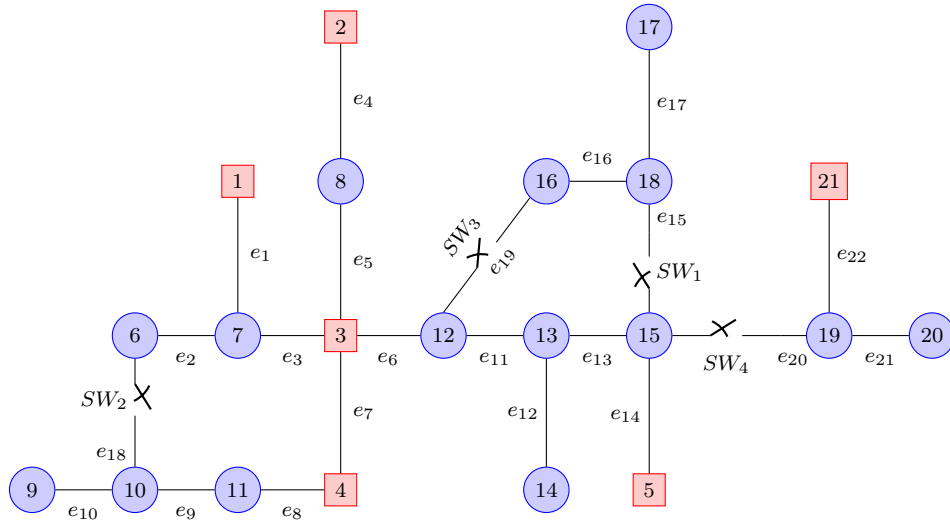 2
17
e₄
e₁₇
1
8
16
e₁₆
18
21
e₁
e₅
SW₃
e₁₉
e₁₅
SW₁
e₂₂
6
e₂
7
e₃
3
e₆
12
e₁₁
13
e₁₃
15
SW₄
e₂₀
19
e₂₁
20
SW₂
e₇
e₁₂
e₁₄
e₁₈
9
e₁₀
10
e₉
11
e₈
4
14
5